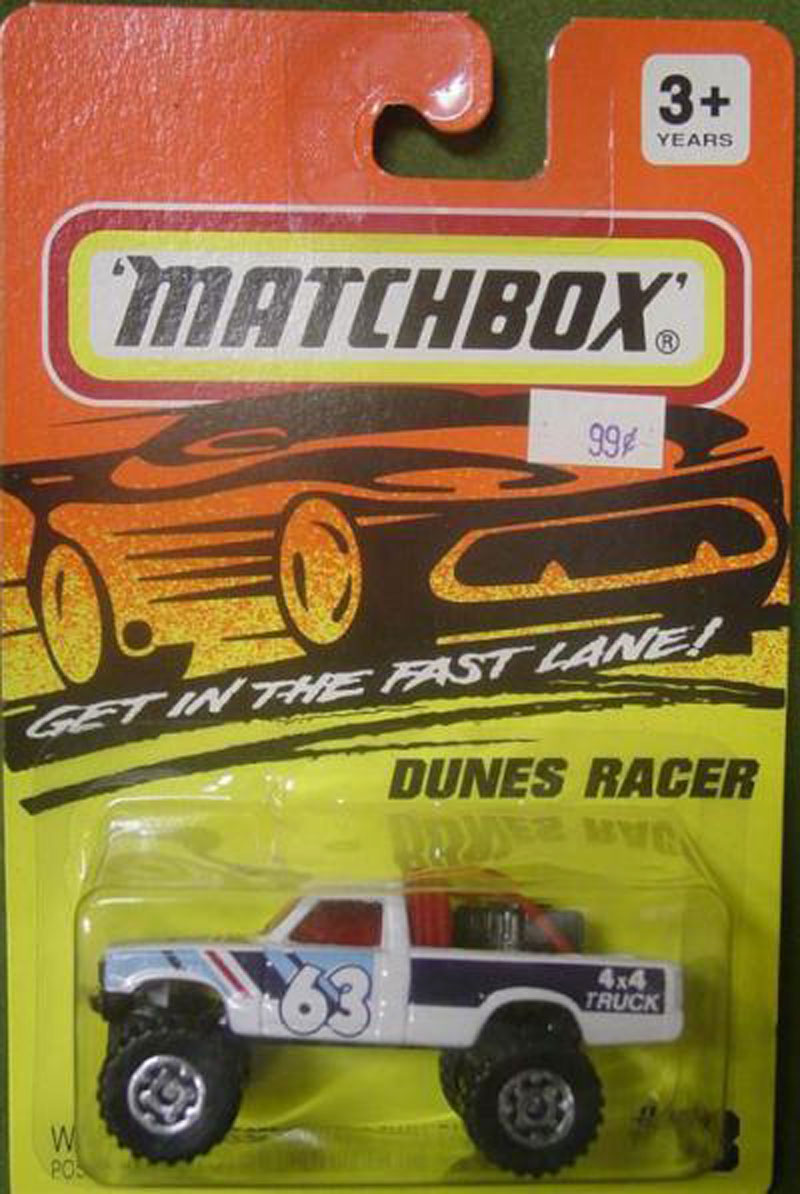 3+
YEARS
'MATCHBOX'®
99¢
GET IN THE FAST LANE!
DUNES RACER
63
4x4
TRUCK